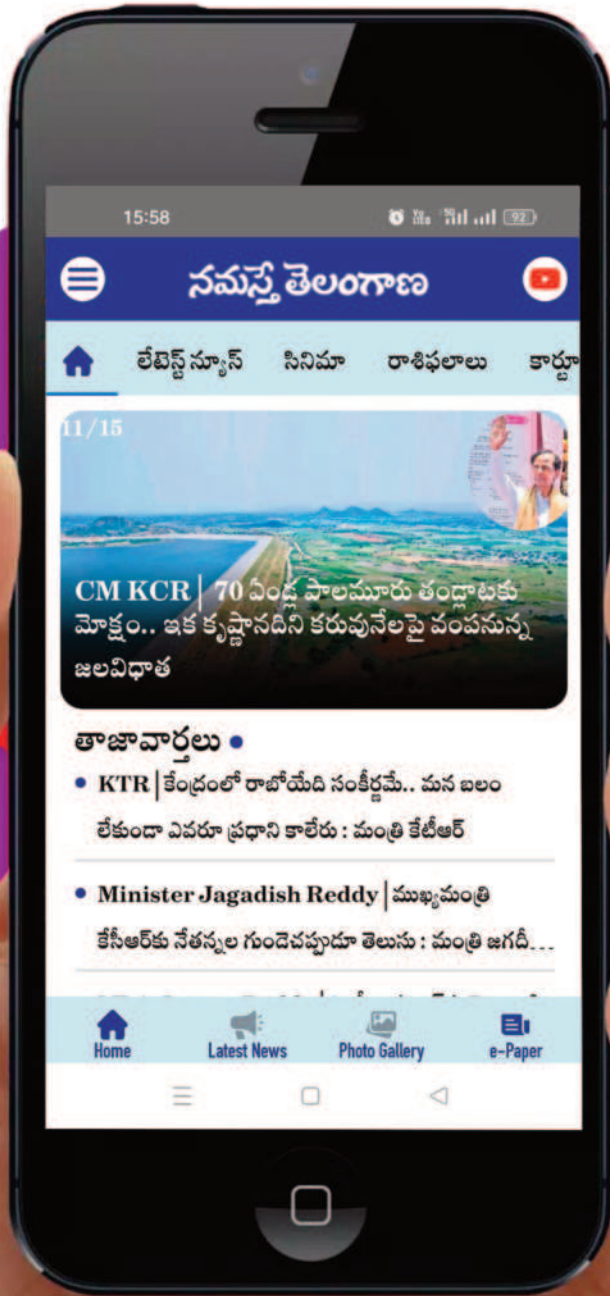 15:58
92
నమస్తే తెలంగాణ
లేటెస్ట్ న్యూస్ సినిమా రాశిఫలాలు కార్టూ
11/15
CM KCR | 70 ఏండ్ల పాలమూరు తండ్లాటకు
మోక్షం.. ఇక కృష్ణానదిని కరువునేలపై వంపనున్న
జలవిధాత
తాజావార్తలు
KTR | కేంద్రంలో రాబోయేది సంకీర్ణమే.. మన బలం
లేకుండా ఎవరూ ప్రధాని కాలేరు : మంత్రి కేటీఆర్
Minister Jagadish Reddy | ముఖ్యమంత్రి
కేసీఆర్‌కు నేతన్నల గుండెచప్పుడూ తెలుసు : మంత్రి జగదీ...
Home Latest News Photo Gallery e-Paper